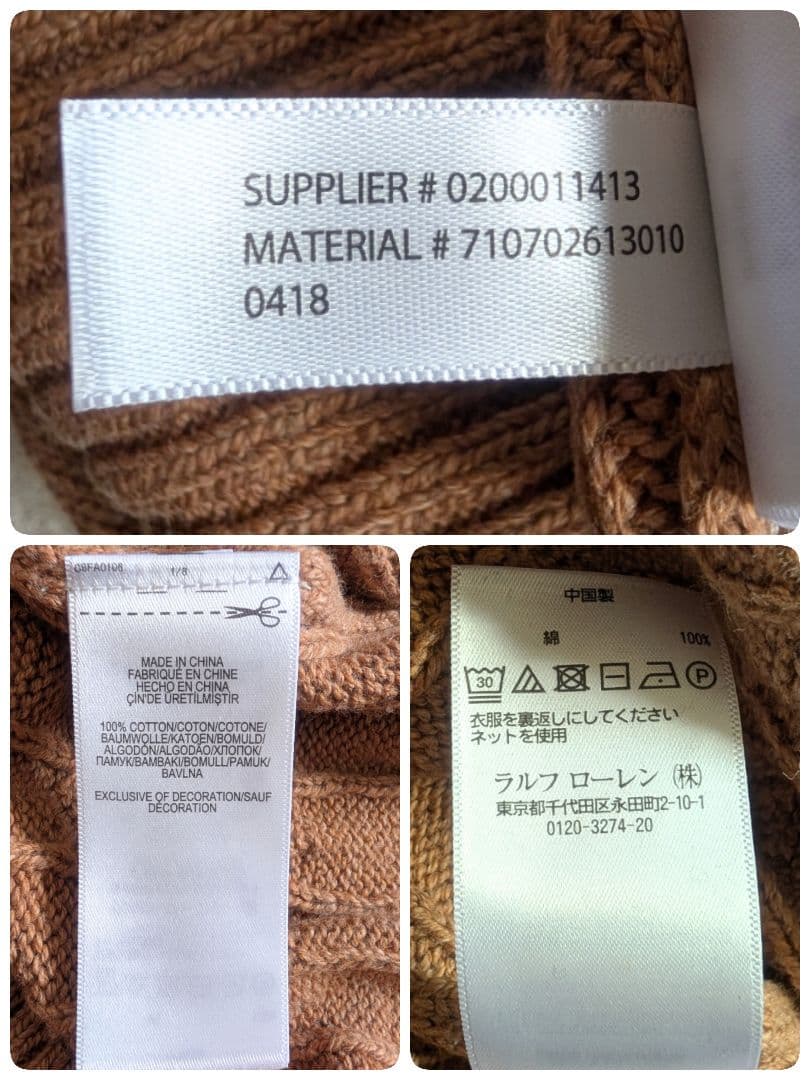 SUPPLIER # 0200011413
MATERIAL # 710702613010
0418
C8FA0106 1/8
MADE IN CHINA
FABRIQUÉ EN CHINE
HECHO EN CHINA
ÇİN'DE ÜRETİLMİŞTİR
100% COTTON/COTON/COTONE/
BAUMWOLLE/KATOEN/BOMULD/
ALGODÓN/ALGODÃO/ХЛОПОК/
ПАМУК/ΒΑΜΒΑΚΙ/BOMULL/PAMUK/
BAVLNA
EXCLUSIVE OF DECORATION/SAUF
DÉCORATION
中国製
綿 100%
30 P
衣服を裏返しにしてください
ネットを使用
ラルフ ローレン (株)
東京都千代田区永田町2-10-1
0120-3274-20